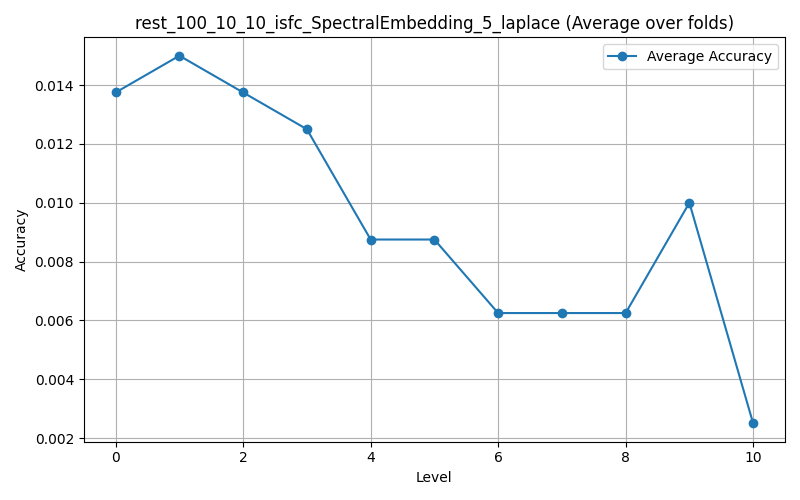 rest_100_10_10_isfc_SpectralEmbedding_5_laplace (Average over folds)
Average Accuracy
0.014
0.012
0.010
0.008
0.006
0.004
0.002
Accuracy
0 2 4 6 8 10
Level